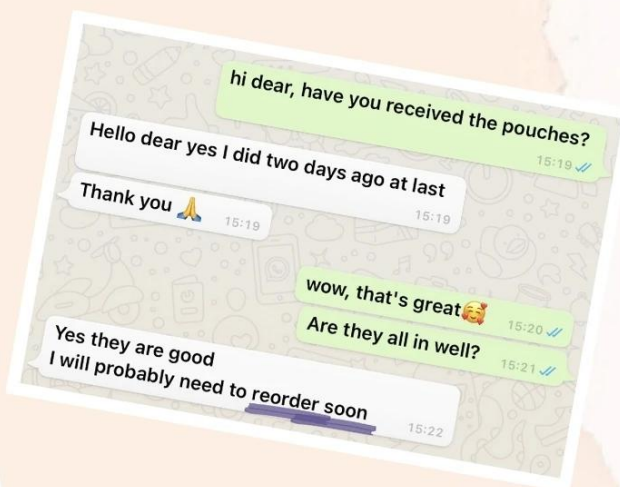 hi dear, have you received the pouches?
15:19
Hello dear yes I did two days ago at last
15:19
Thank you 🙏
15:19
wow, that's great🥰
15:20
Are they all in well?
15:21
Yes they are good
I will probably need to reorder soon
15:22